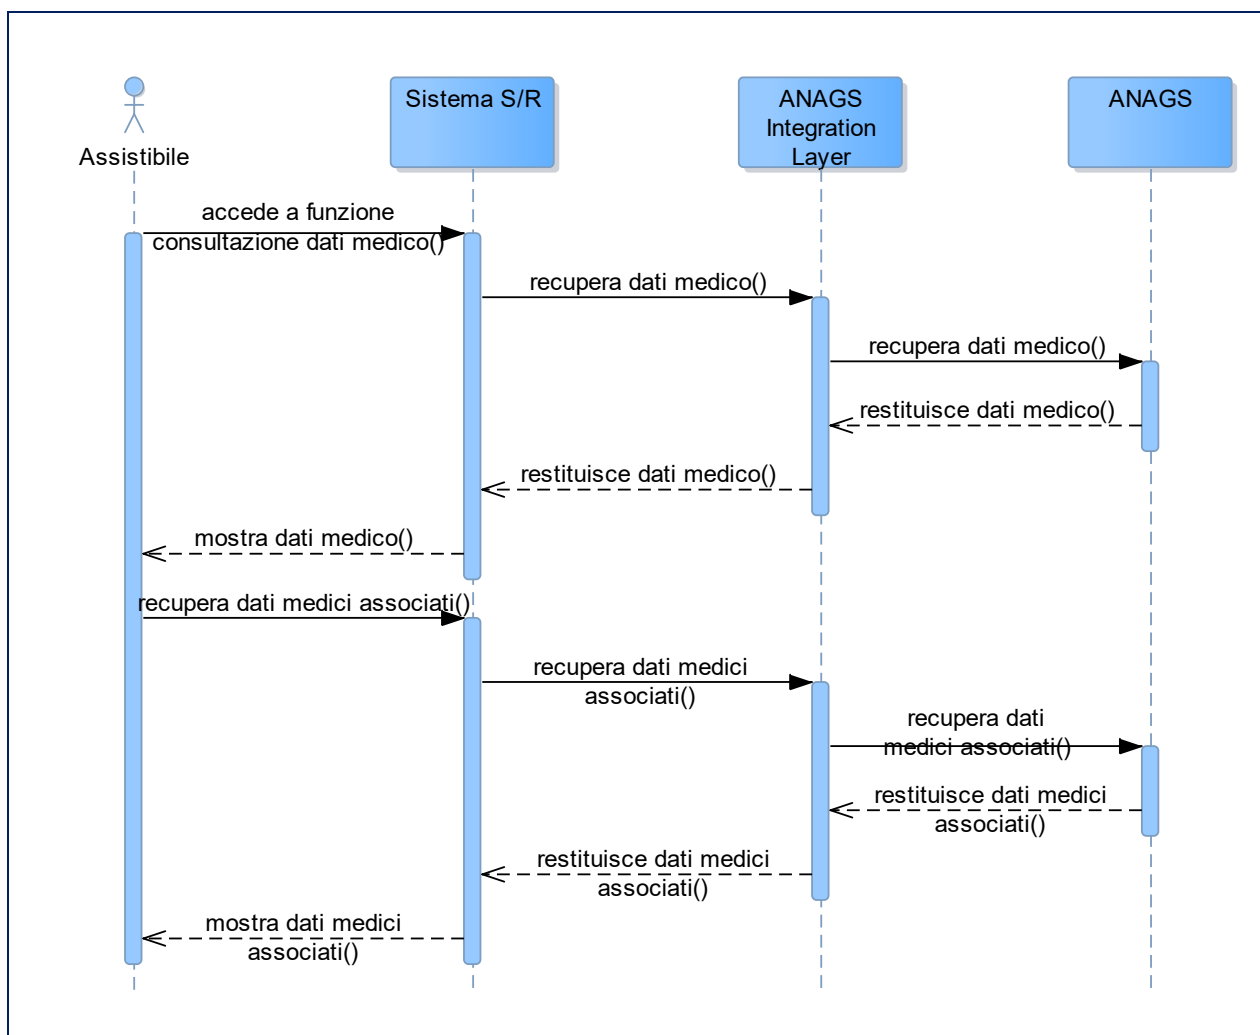 Assistibile
Sistema S/R
ANAGS
Integration
Layer
ANAGS
accede a funzione
consultazione dati medico()
recupera dati medico()
recupera dati medico()
restituisce dati medico()
restituisce dati medico()
mostra dati medico()
recupera dati medici associati()
recupera dati medici
associati()
recupera dati
medici associati()
restituisce dati medici
associati()
restituisce dati medici
associati()
mostra dati medici
associati()